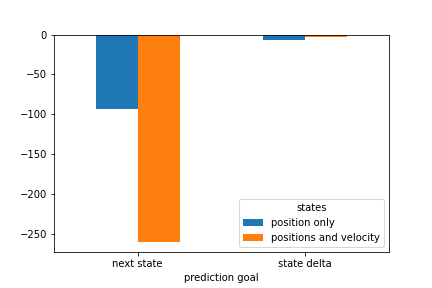 0
−50
−100
−150
−200
−250
states
position only
positions and velocity
next state
state delta
prediction goal